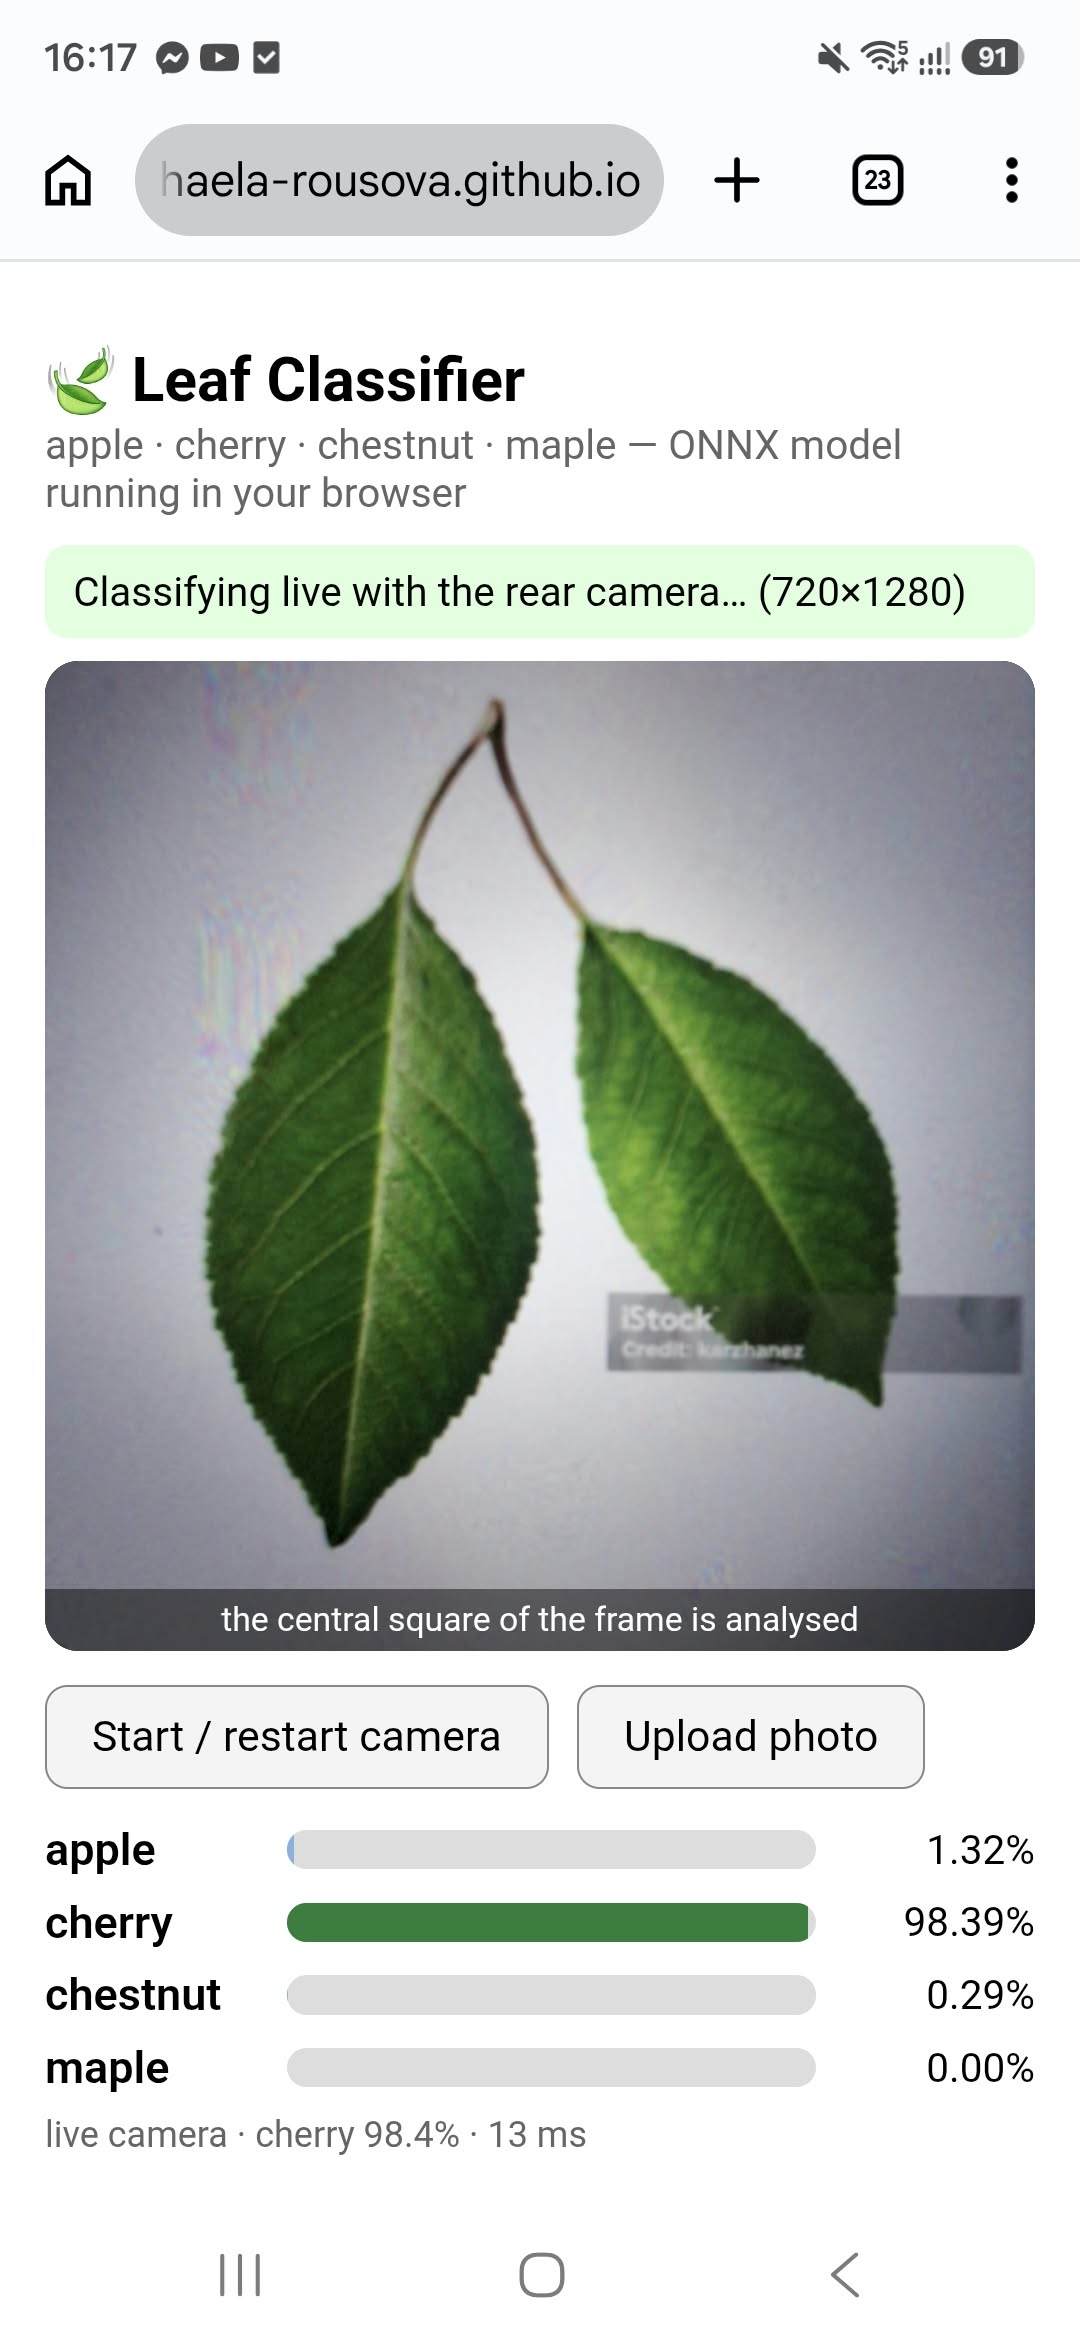 16:17
5
91
haela-rousova.github.io
23
Leaf Classifier
apple · cherry · chestnut · maple — ONNX model
running in your browser
Classifying live with the rear camera... (720×1280)
iStock
Credit: karzhanez
the central square of the frame is analysed
Start / restart camera
Upload photo
apple 1.32%
cherry 98.39%
chestnut 0.29%
maple 0.00%
live camera · cherry 98.4% · 13 ms